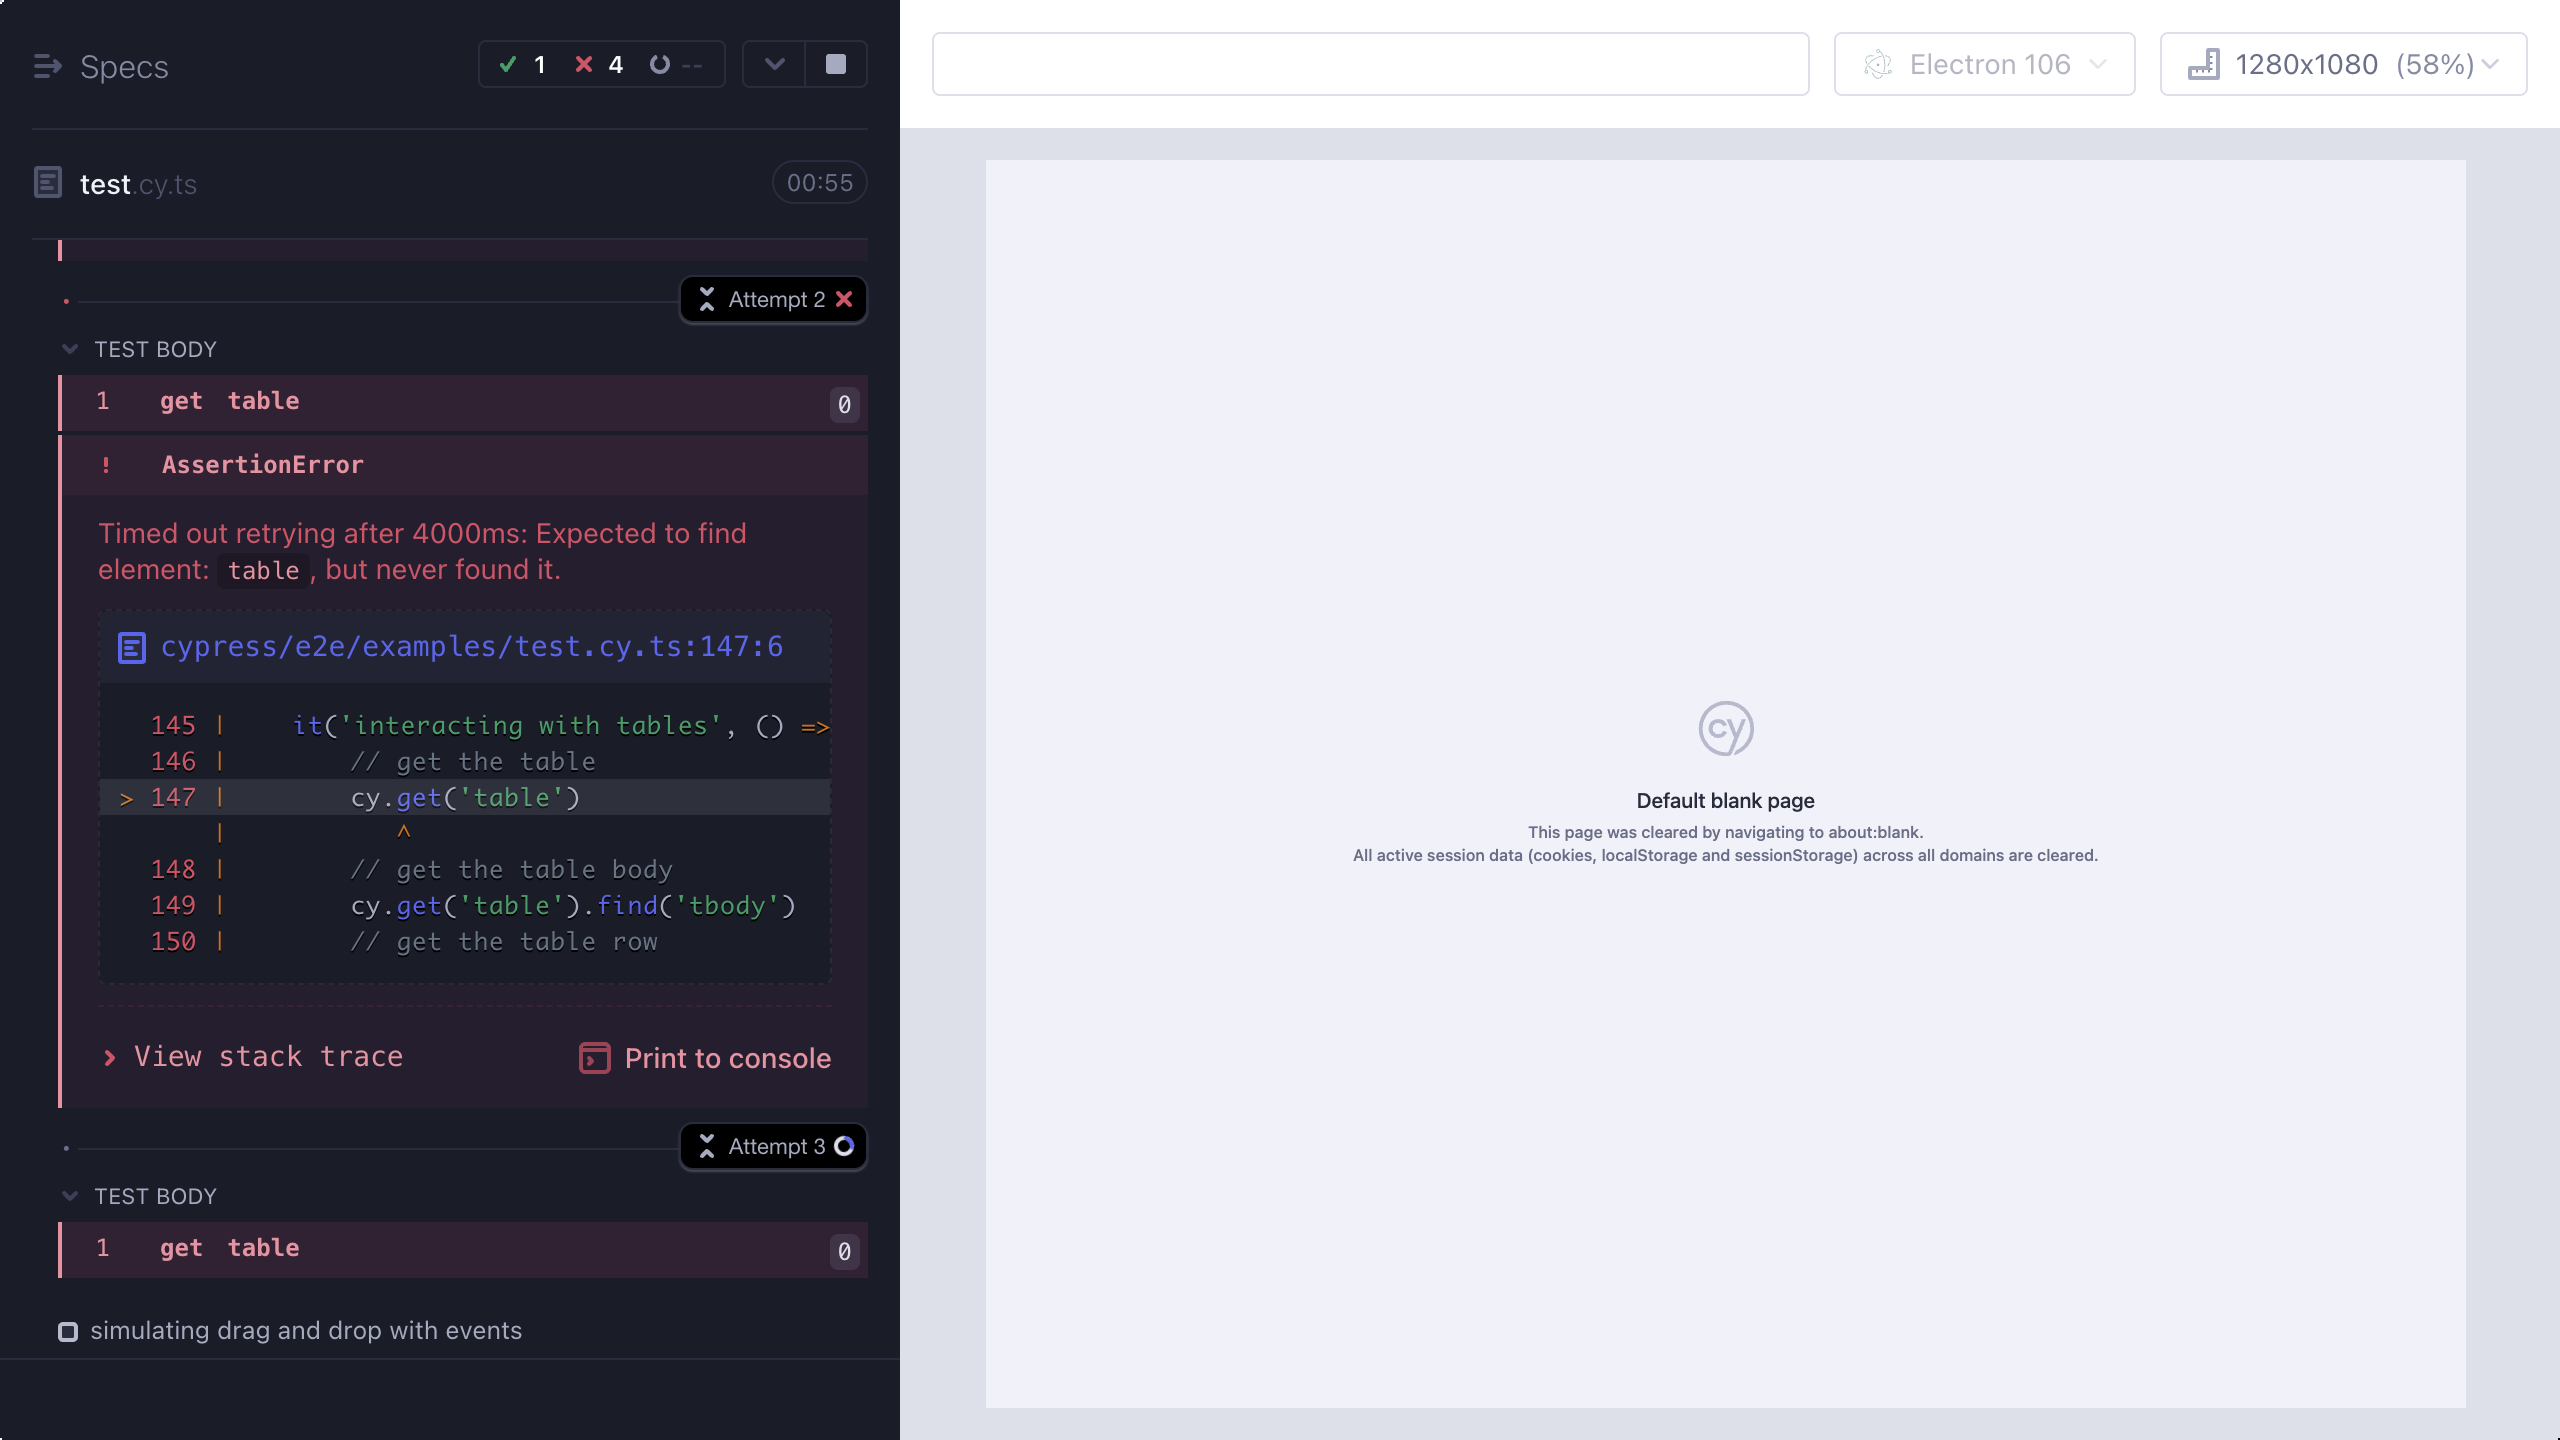 Specs
1 4 --
test.cy.ts
00:55
Attempt 2
TEST BODY
1 get table 0
! AssertionError
Timed out retrying after 4000ms: Expected to find
element: table , but never found it.
cypress/e2e/examples/test.cy.ts:147:6
145 | it('interacting with tables', () =>
146 | // get the table
> 147 | cy.get('table')
| ^
148 | // get the table body
149 | cy.get('table').find('tbody')
150 | // get the table row
View stack trace
Print to console
Attempt 3
TEST BODY
1 get table 0
simulating drag and drop with events
Electron 106
1280x1080 (58%)
cy
Default blank page
This page was cleared by navigating to about:blank.
All active session data (cookies, localStorage and sessionStorage) across all domains are cleared.